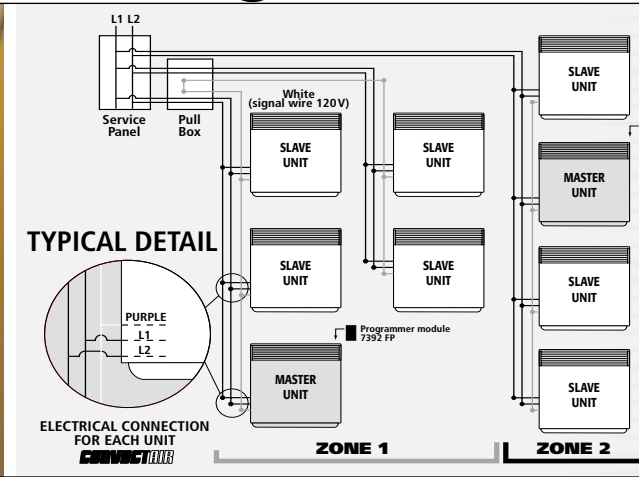 L1 L2
Service
Panel
Pull
Box
White
(signal wire 120V)
SLAVE
UNIT
SLAVE
UNIT
SLAVE
UNIT
MASTER
UNIT
TYPICAL DETAIL
SLAVE
UNIT
SLAVE
UNIT
SLAVE
UNIT
PURPLE
L1
L2
Programmer module
7392 FP
MASTER
UNIT
SLAVE
UNIT
ELECTRICAL CONNECTION
FOR EACH UNIT
CONVECTAIR
ZONE 1
ZONE 2